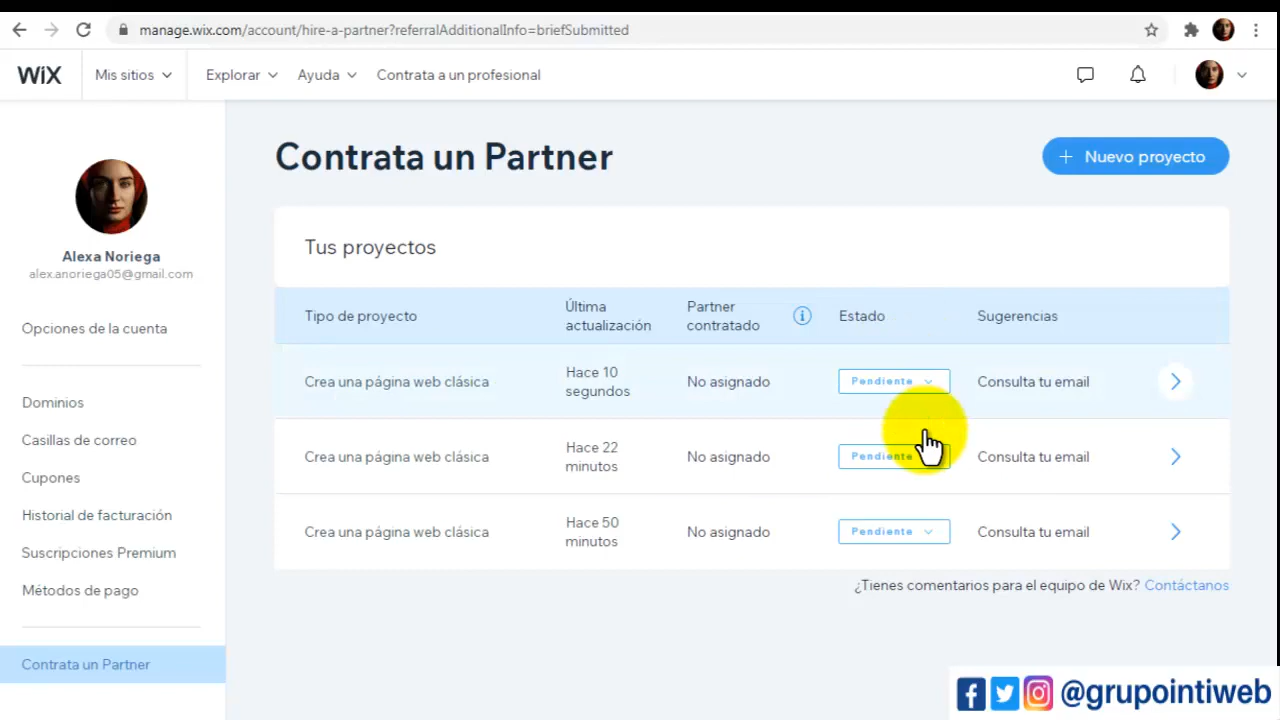 manage.wix.com/account/hire-a-partner?referralAdditionalInfo=briefSubmitted
WiX Mis sitios Explorar Ayuda Contrata a un profesional
Contrata un Partner
+ Nuevo proyecto
Alexa Noriega
alex.anoriega05@gmail.com
Opciones de la cuenta
Dominios
Casillas de correo
Cupones
Historial de facturación
Suscripciones Premium
Métodos de pago
Contrata un Partner
Tus proyectos
Tipo de proyecto
Última
actualización
Partner
contratado
Estado
Sugerencias
Crea una página web clásica
Hace 10
segundos
No asignado
Pendiente
Consulta tu email
Crea una página web clásica
Hace 22
minutos
No asignado
Pendiente
Consulta tu email
Crea una página web clásica
Hace 50
minutos
No asignado
Pendiente
Consulta tu email
¿Tienes comentarios para el equipo de Wix? Contáctanos
@grupointiweb